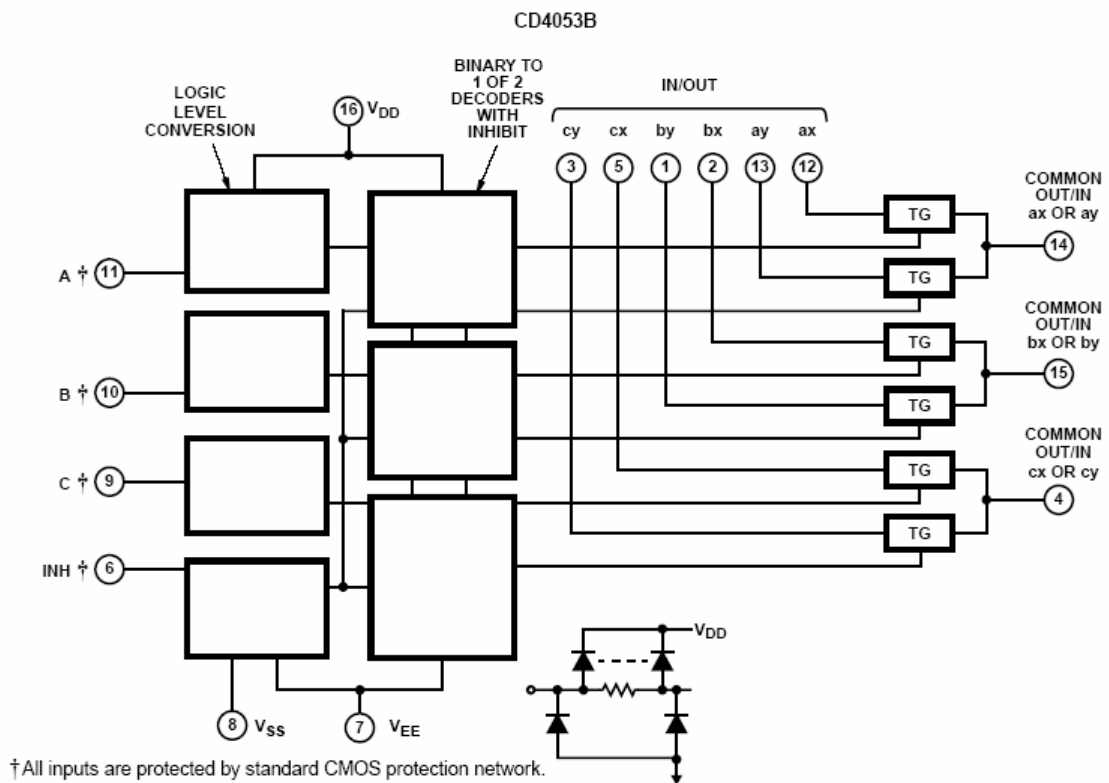 CD4053B
LOGIC
LEVEL
CONVERSION
16 VDD
BINARY TO
1 OF 2
DECODERS
WITH
INHIBIT
IN/OUT
cy cx by bx ay ax
3 5 1 2 13 12
COMMON
OUT/IN
ax OR ay
14
TG
TG
A † 11
COMMON
OUT/IN
bx OR by
15
TG
TG
B † 10
COMMON
OUT/IN
cx OR cy
4
TG
TG
C † 9
INH † 6
VDD
8 VSS
7 VEE
†All inputs are protected by standard CMOS protection network.